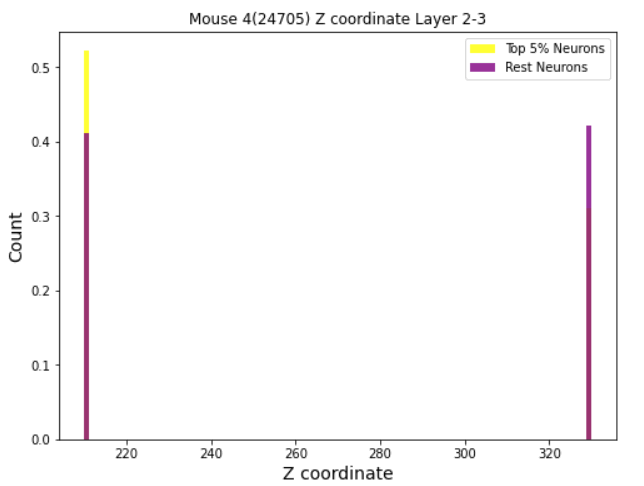 Mouse 4(24705) Z coordinate Layer 2-3
Top 5% Neurons
Rest Neurons
0.5
0.4
0.3
0.2
0.1
0.0
Count
220
240
260
280
300
320
Z coordinate